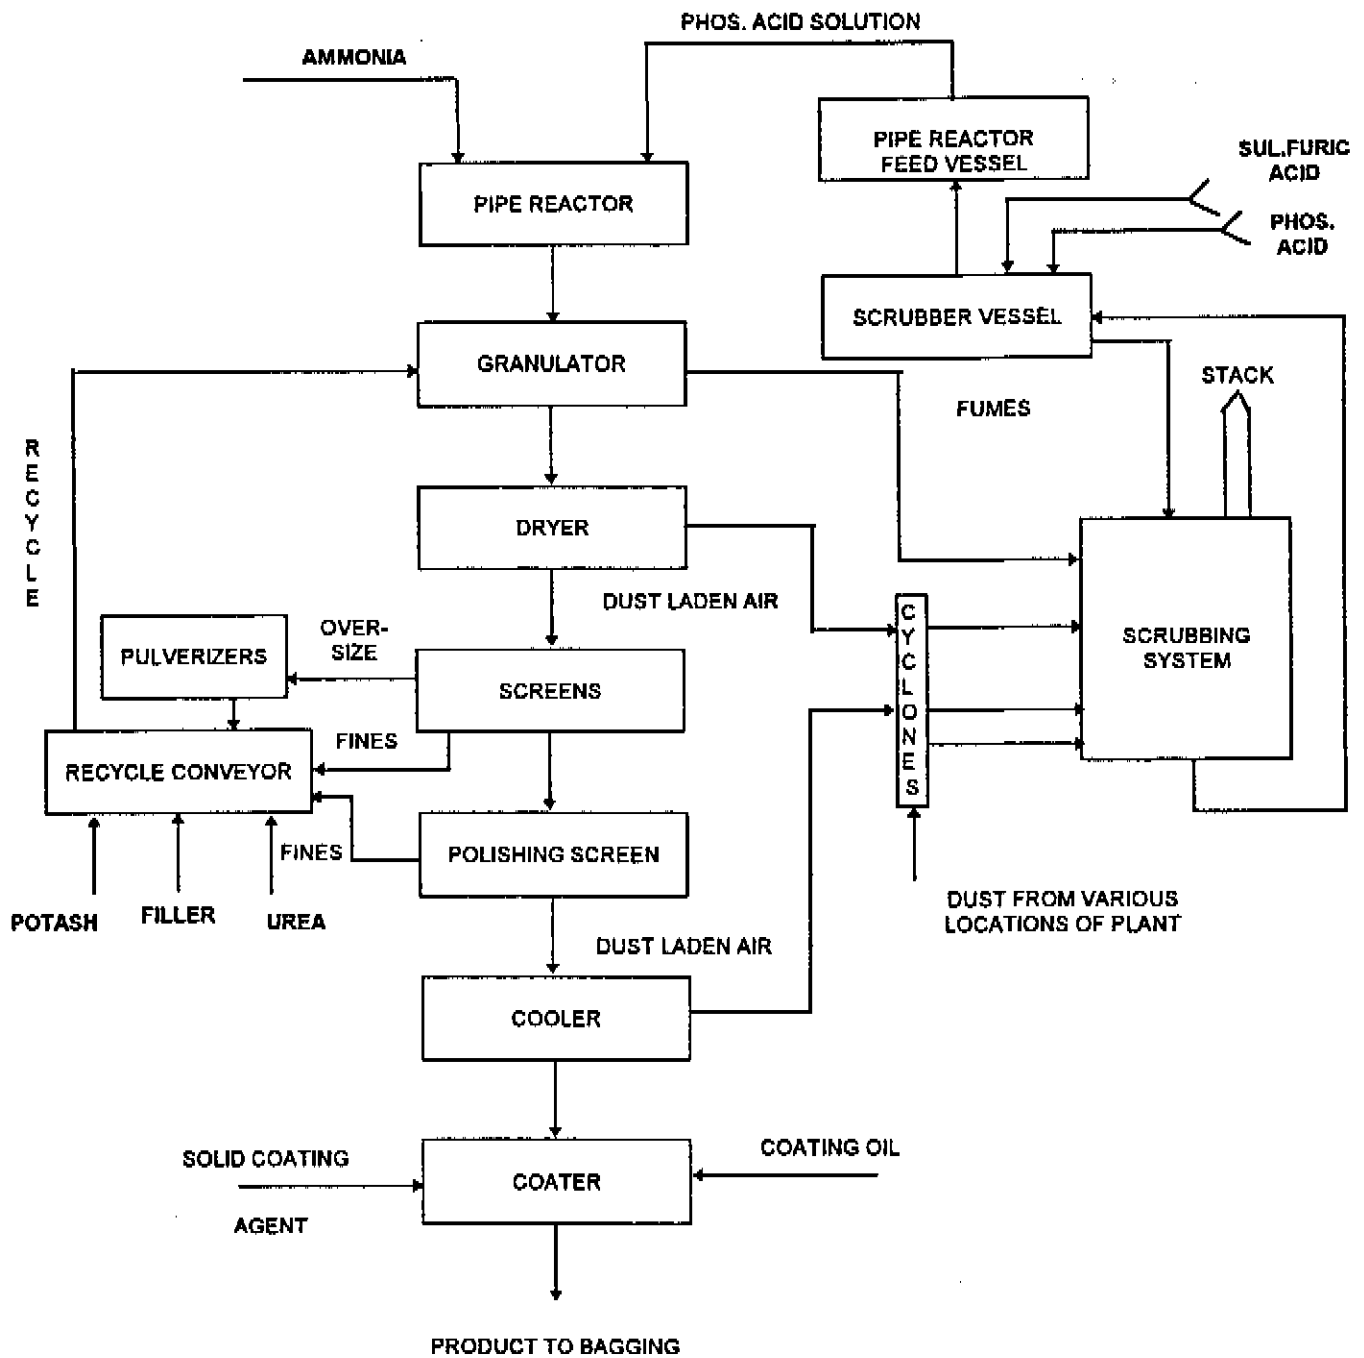 PHOS. ACID SOLUTION
AMMONIA
PIPE REACTOR
FEED VESSEL
SUL.FURIC
ACID
PHOS.
ACID
PIPE REACTOR
SCRUBBER VESSEL
GRANULATOR
STACK
FUMES
RECYCLE
DRYER
DUST LADEN AIR
OVER-
SIZE
PULVERIZERS
CYCLONES
SCRUBBING
SYSTEM
SCREENS
FINES
RECYCLE CONVEYOR
FINES
POLISHING SCREEN
POTASH
FILLER
UREA
DUST FROM VARIOUS
LOCATIONS OF PLANT
DUST LADEN AIR
COOLER
SOLID COATING
AGENT
COATING OIL
COATER
PRODUCT TO BAGGING